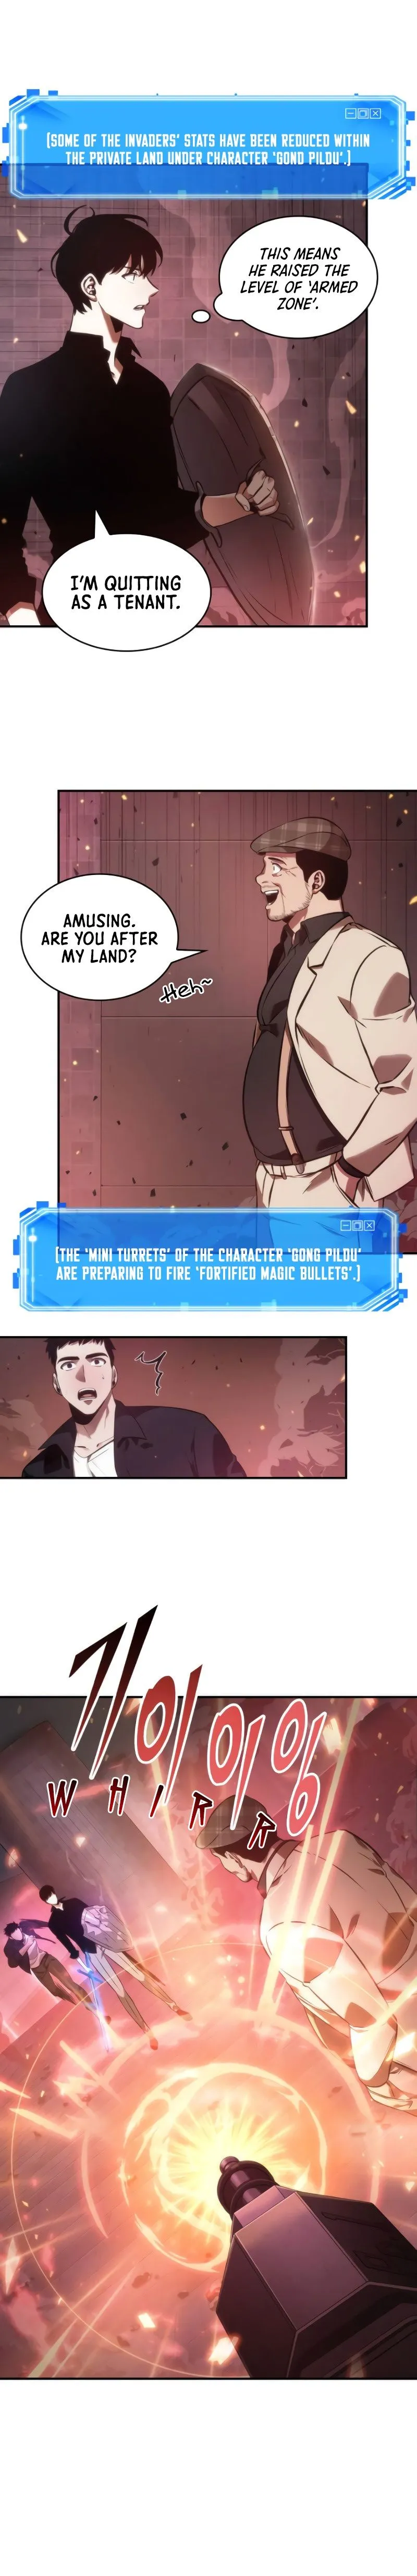 [SOME OF THE INVADERS' STATS HAVE BEEN REDUCED WITHIN
THE PRIVATE LAND UNDER CHARACTER 'GOND PILDU'.]
THIS MEANS
HE RAISED THE
LEVEL OF 'ARMED
ZONE'.
I'M QUITTING
AS A TENANT.
AMUSING.
ARE YOU AFTER
MY LAND?
Heh~
[THE 'MINI TURRETS' OF THE CHARACTER 'GONG PILDU'
ARE PREPARING TO FIRE 'FORTIFIED MAGIC BULLETS'.]
기이이잉
WHIRR